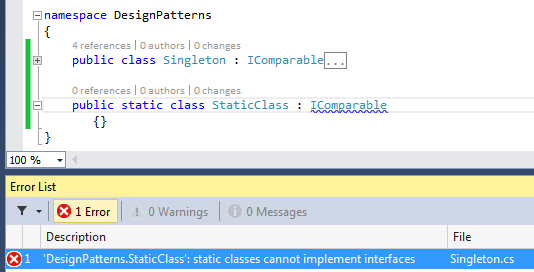 namespace DesignPatterns
{
4 references | 0 authors | 0 changes
public class Singleton : IComparable...
0 references | 0 authors | 0 changes
public static class StaticClass : IComparable
{}
}
100 %
Error List
1 Error 0 Warnings 0 Messages
Description File
1 'DesignPatterns.StaticClass': static classes cannot implement interfaces Singleton.cs